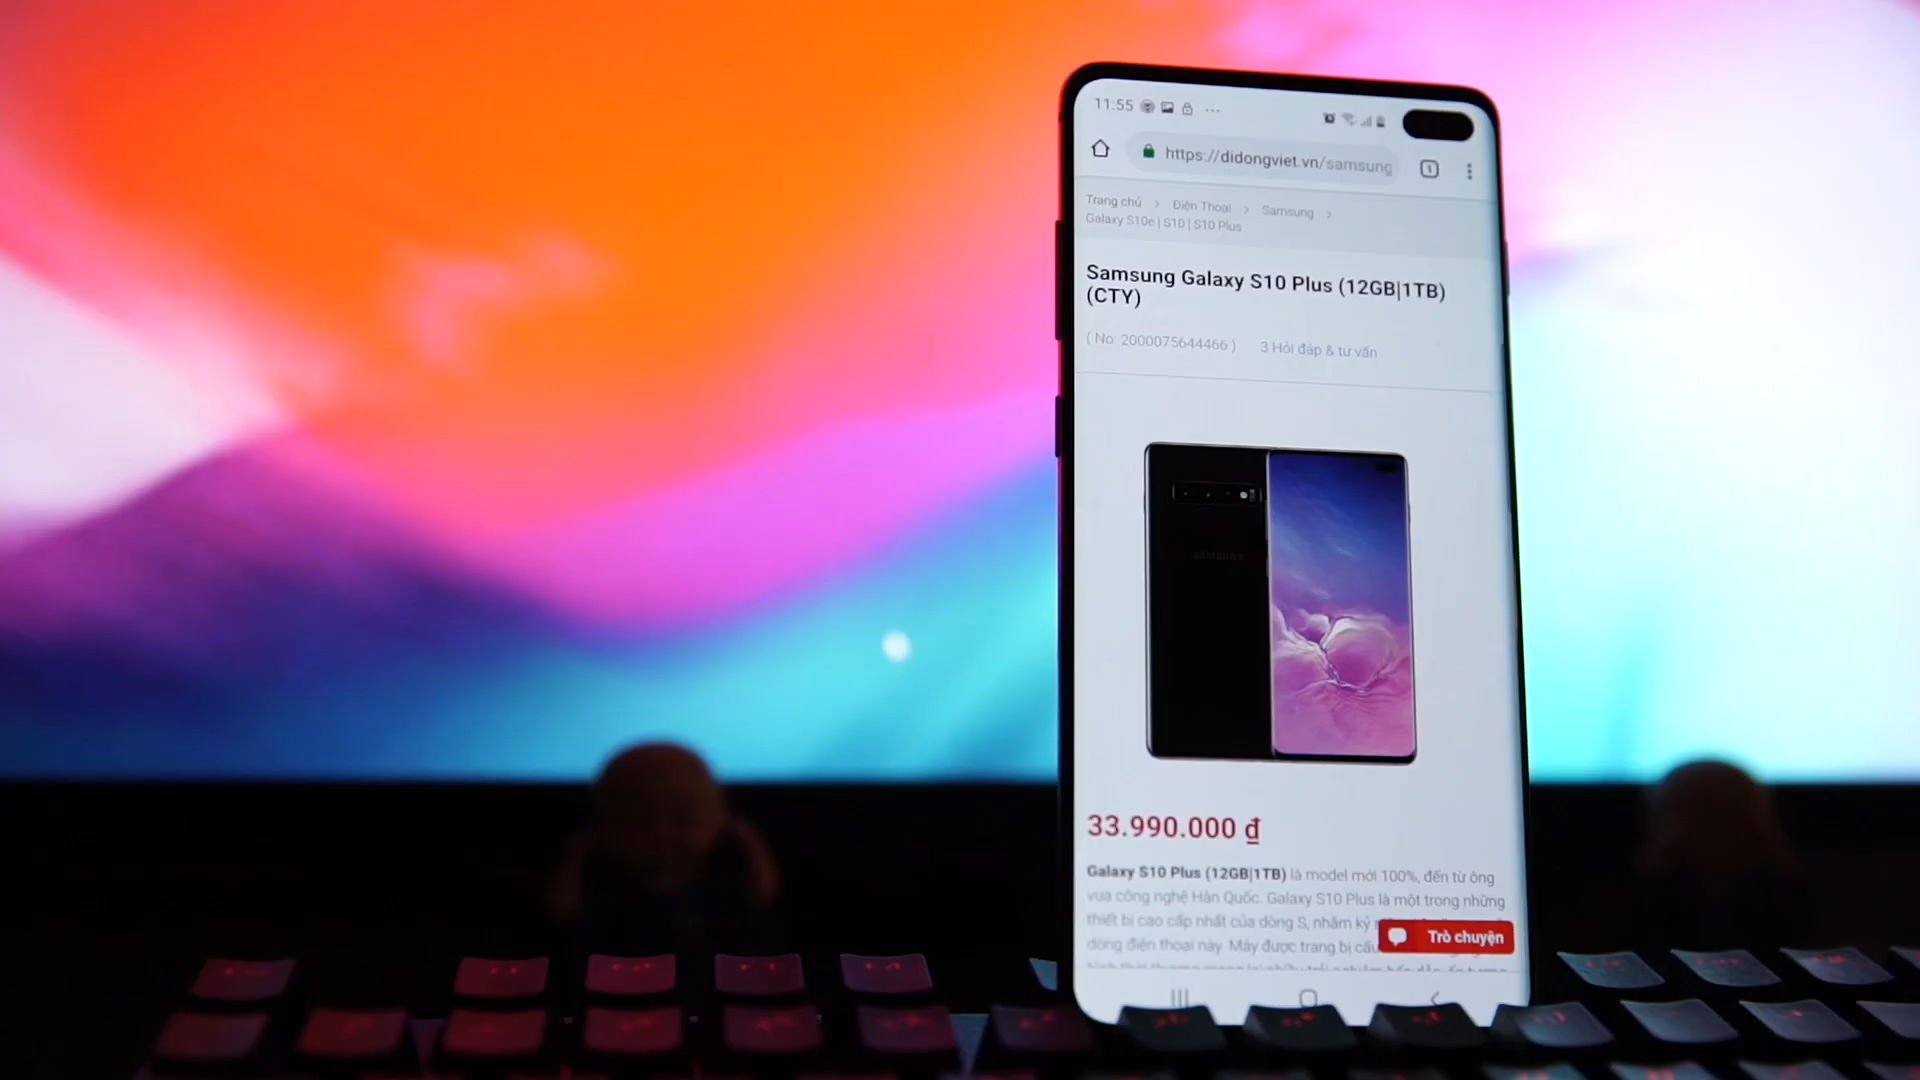 11:55
https://didongviet.vn/samsung
1
Trang chủ > Điện Thoại > Samsung >
Galaxy S10e | S10 | S10 Plus
Samsung Galaxy S10 Plus (12GB|1TB)
(CTY)
( No: 2000075644466 ) 3 Hỏi đáp & tư vấn
SAMSUNG
33.990.000 ₫
Galaxy S10 Plus (12GB|1TB) là model mới 100%, đến từ ông
vua công nghệ Hàn Quốc. Galaxy S10 Plus là một trong những
thiết bị cao cấp nhất của dòng S, nhằm kỷ
dòng điện thoại này. Máy được trang bị cấu
Trò chuyện